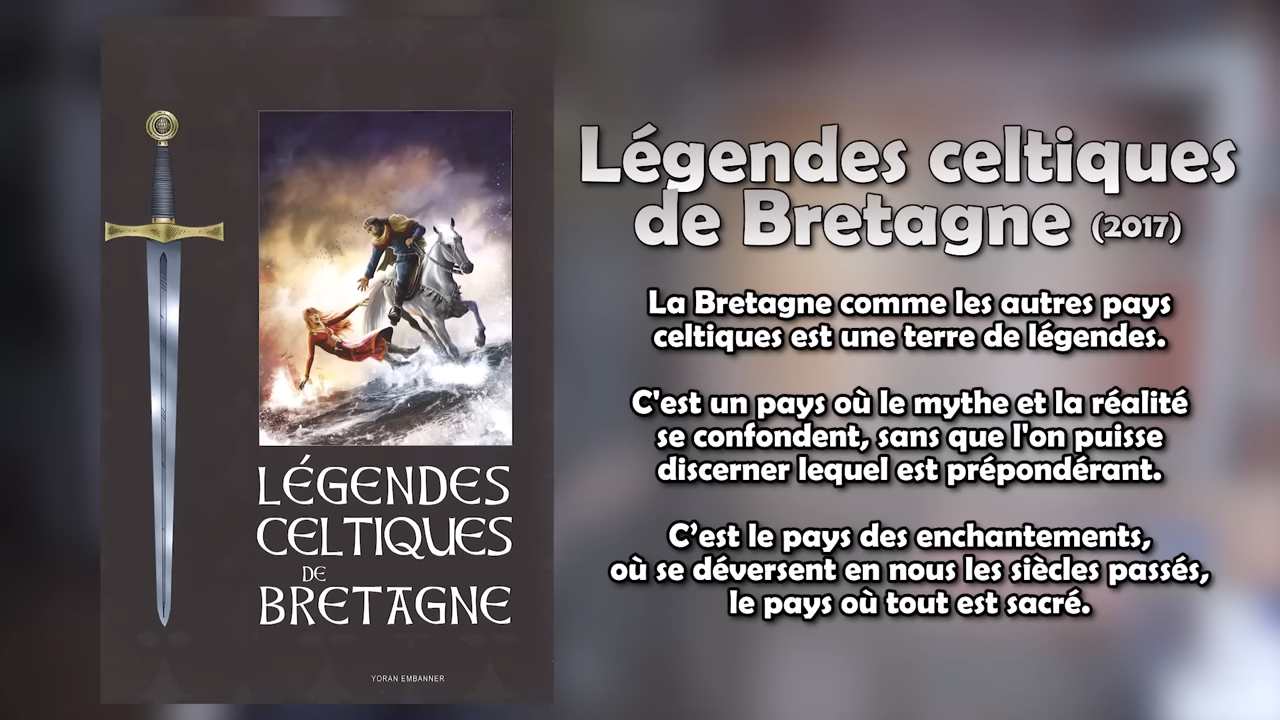 LÉGENDES
CELTIQUES
DE
BRETAGNE
YORAN EMBANNER
Légendes celtiques
de Bretagne (2017)
La Bretagne comme les autres pays
celtiques est une terre de légendes.
C'est un pays où le mythe et la réalité
se confondent, sans que l'on puisse
discerner lequel est prépondérant.
C’est le pays des enchantements,
où se déversent en nous les siècles passés,
le pays où tout est sacré.